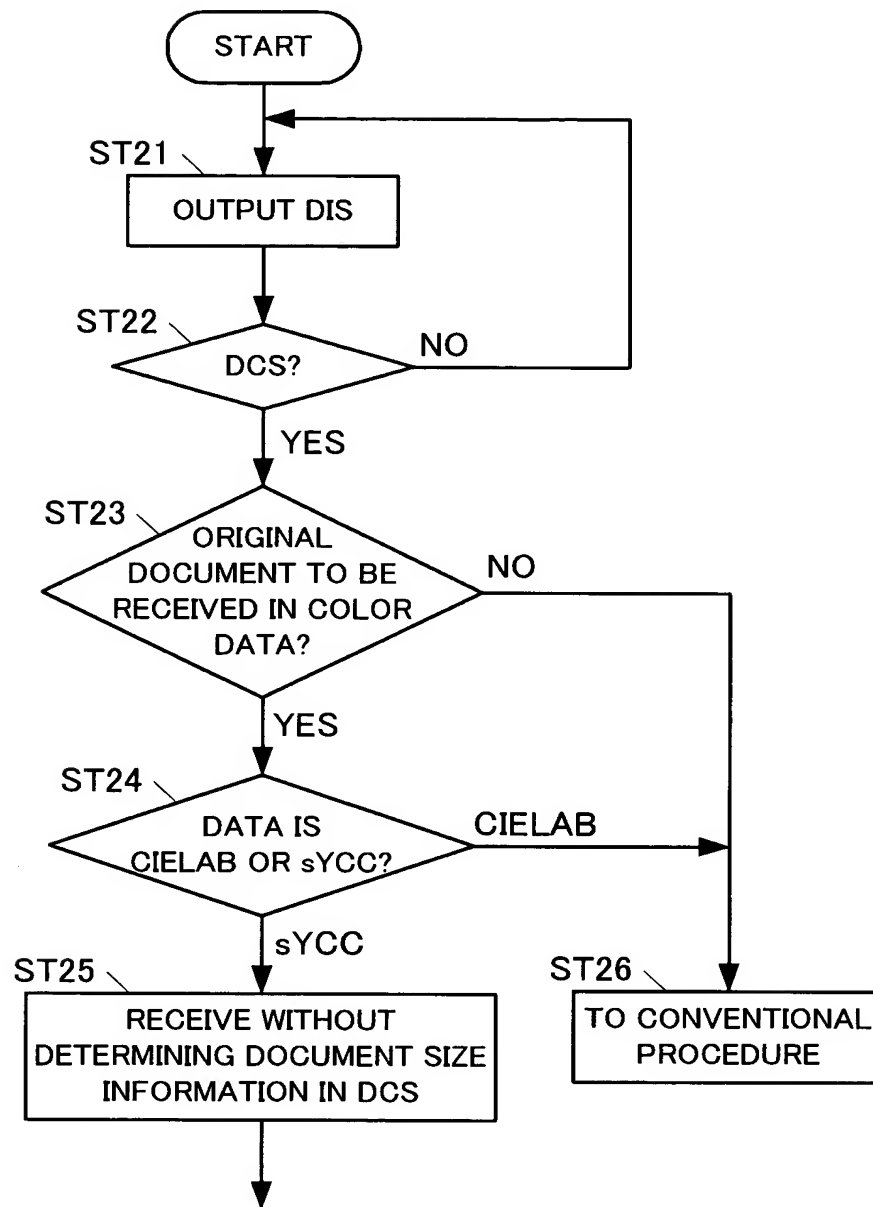 START
ST21
OUTPUT DIS
ST22
DCS?
NO
YES
ST23
ORIGINAL
DOCUMENT TO BE
RECEIVED IN COLOR
DATA?
NO
YES
ST24
DATA IS
CIELAB OR sYCC?
CIELAB
sYCC
ST25
RECEIVE WITHOUT
DETERMINING DOCUMENT SIZE
INFORMATION IN DCS
ST26
TO CONVENTIONAL
PROCEDURE